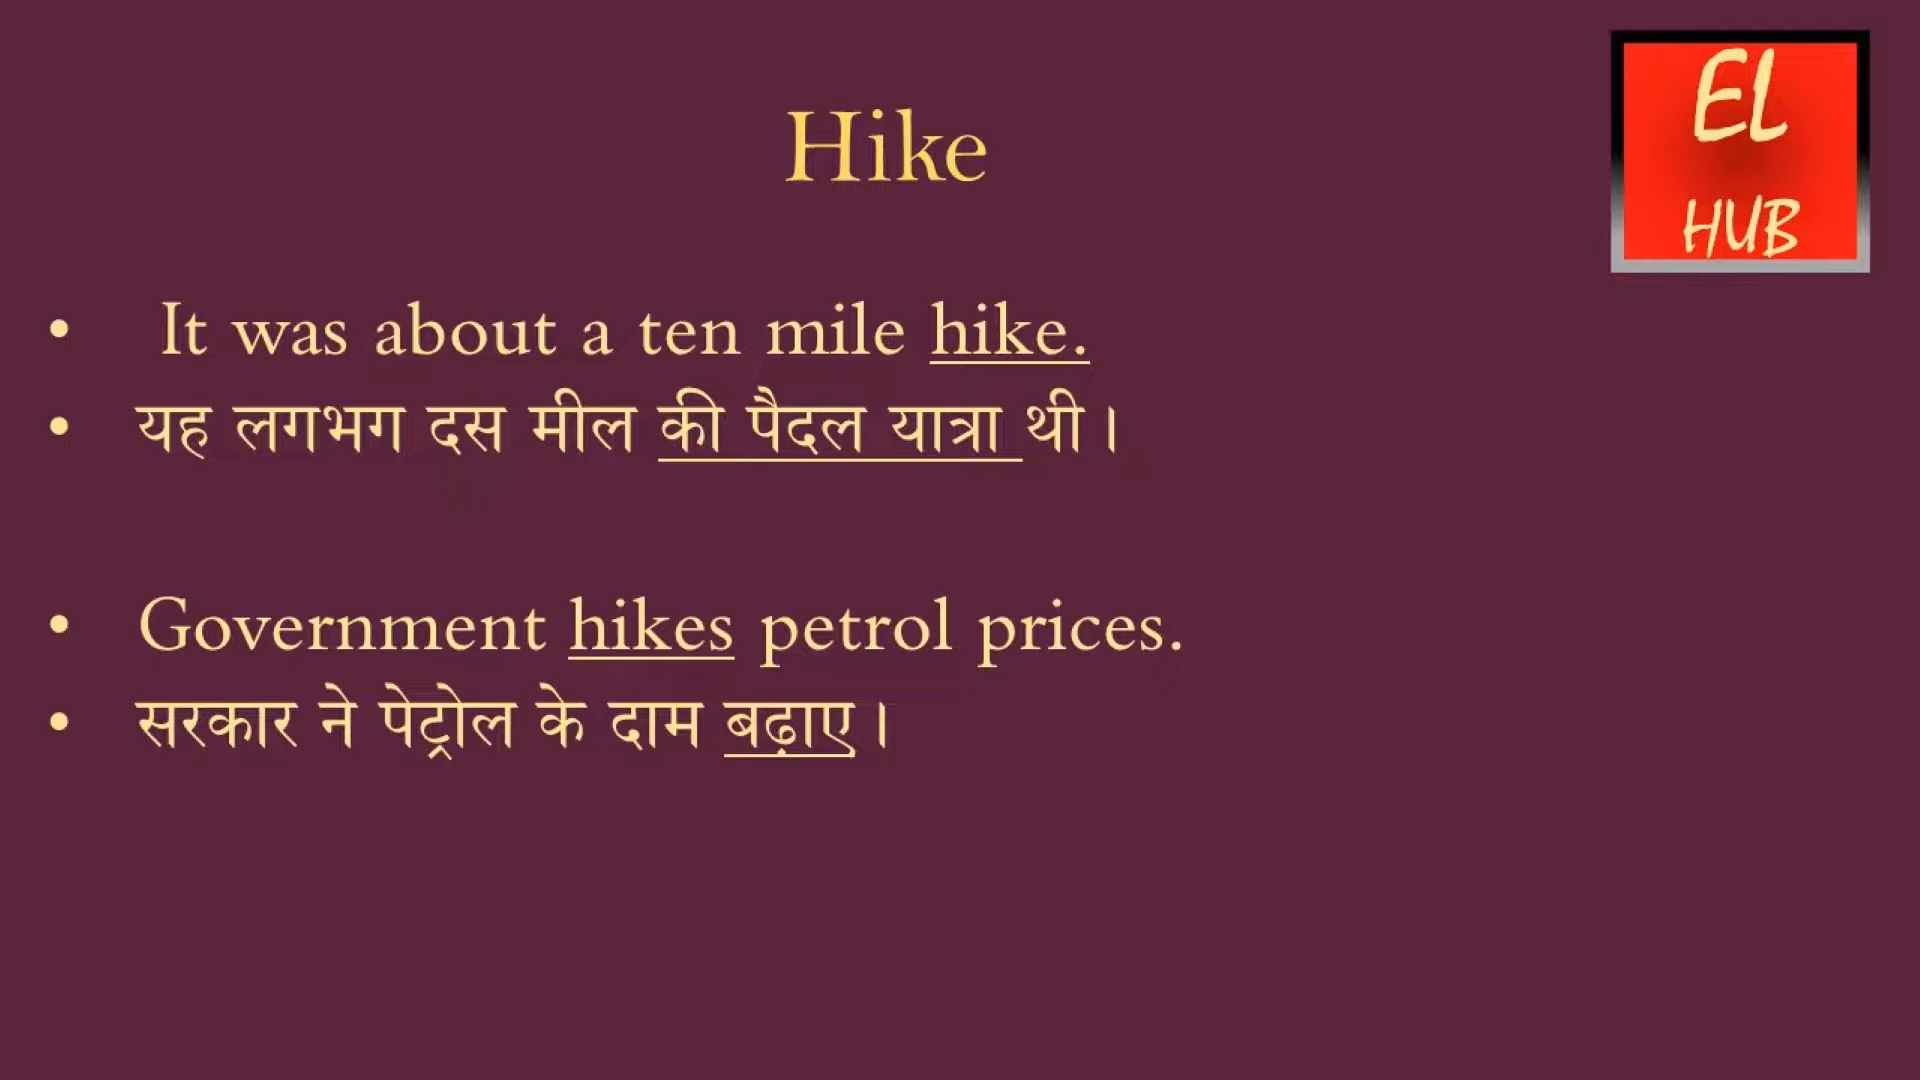 EL
HUB
Hike
• It was about a ten mile hike.
• यह लगभग दस मील की पैदल यात्रा थी।
• Government hikes petrol prices.
• सरकार ने पेट्रोल के दाम बढ़ाए।